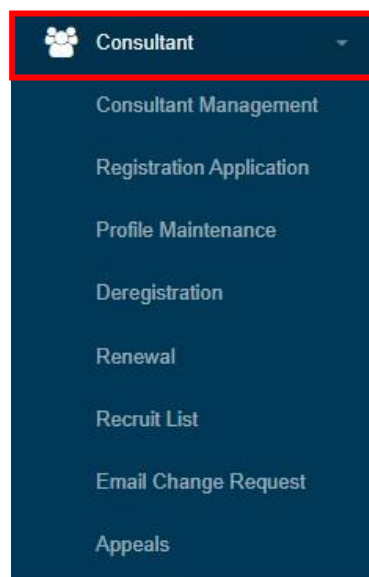 Consultant
Consultant Management
Registration Application
Profile Maintenance
Deregistration
Renewal
Recruit List
Email Change Request
Appeals